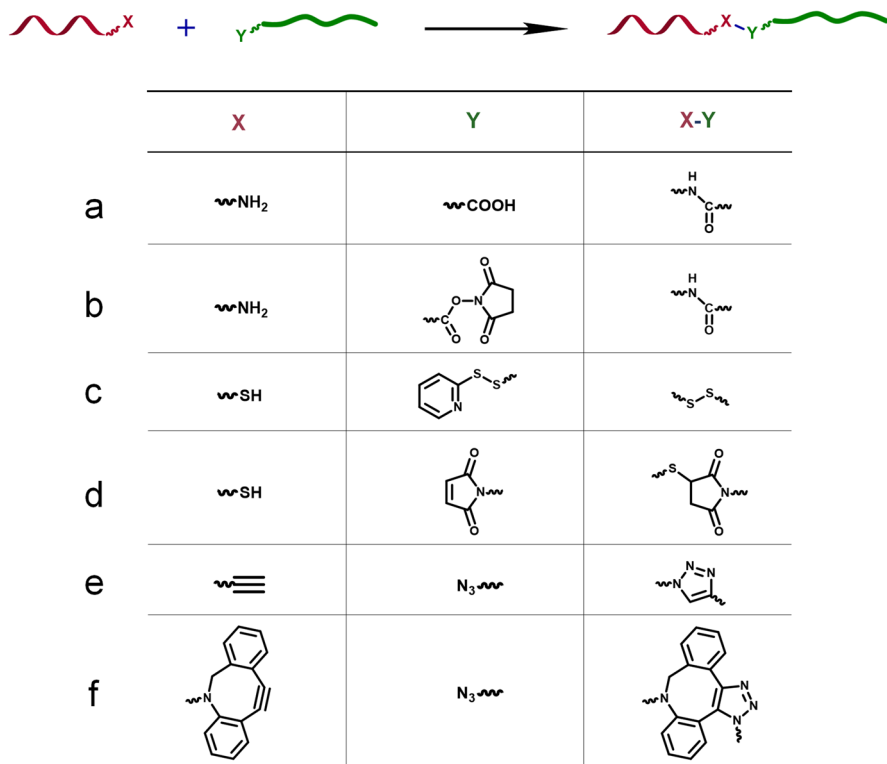 X + Y X-Y
X Y X-Y
a NH2 COOH H N C O
b NH2 O O N C O O H N C O
c SH S S N S S
d SH O N O S O N O
e N3 N N N
f N N3 N N N N